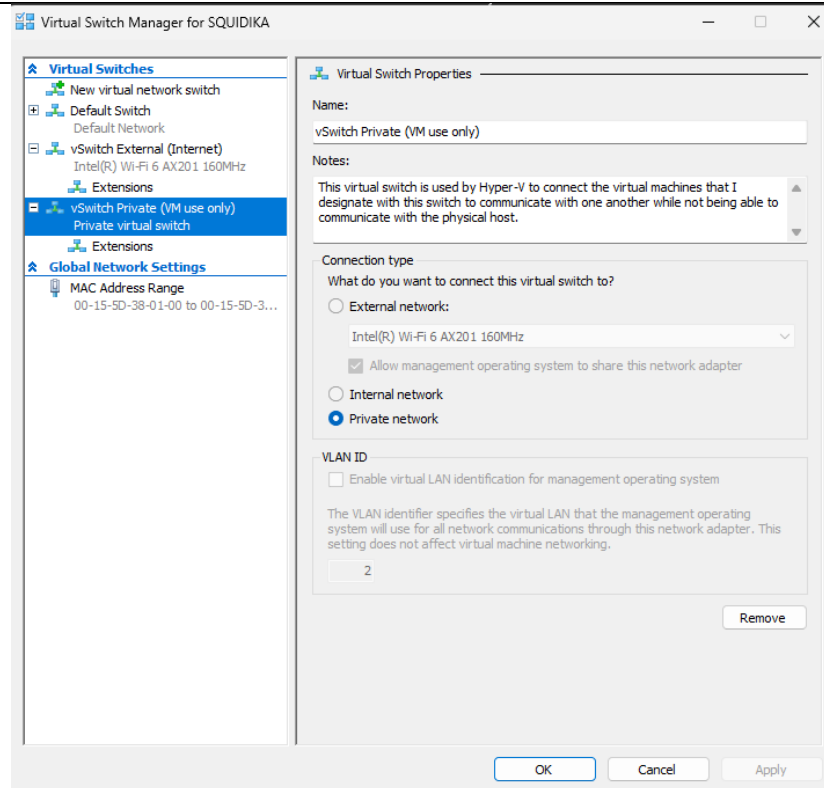 Virtual Switch Manager for SQUIDIKA
Virtual Switches
New virtual network switch
Default Switch
Default Network
vSwitch External (Internet)
Intel(R) Wi-Fi 6 AX201 160MHz
Extensions
vSwitch Private (VM use only)
Private virtual switch
Extensions
Global Network Settings
MAC Address Range
00-15-5D-38-01-00 to 00-15-5D-3...
Virtual Switch Properties
Name:
vSwitch Private (VM use only)
Notes:
This virtual switch is used by Hyper-V to connect the virtual machines that I
designate with this switch to communicate with one another while not being able to
communicate with the physical host.
Connection type
What do you want to connect this virtual switch to?
External network:
Intel(R) Wi-Fi 6 AX201 160MHz
Allow management operating system to share this network adapter
Internal network
Private network
VLAN ID
Enable virtual LAN identification for management operating system
The VLAN identifier specifies the virtual LAN that the management operating
system will use for all network communications through this network adapter. This
setting does not affect virtual machine networking.
2
Remove
OK
Cancel
Apply